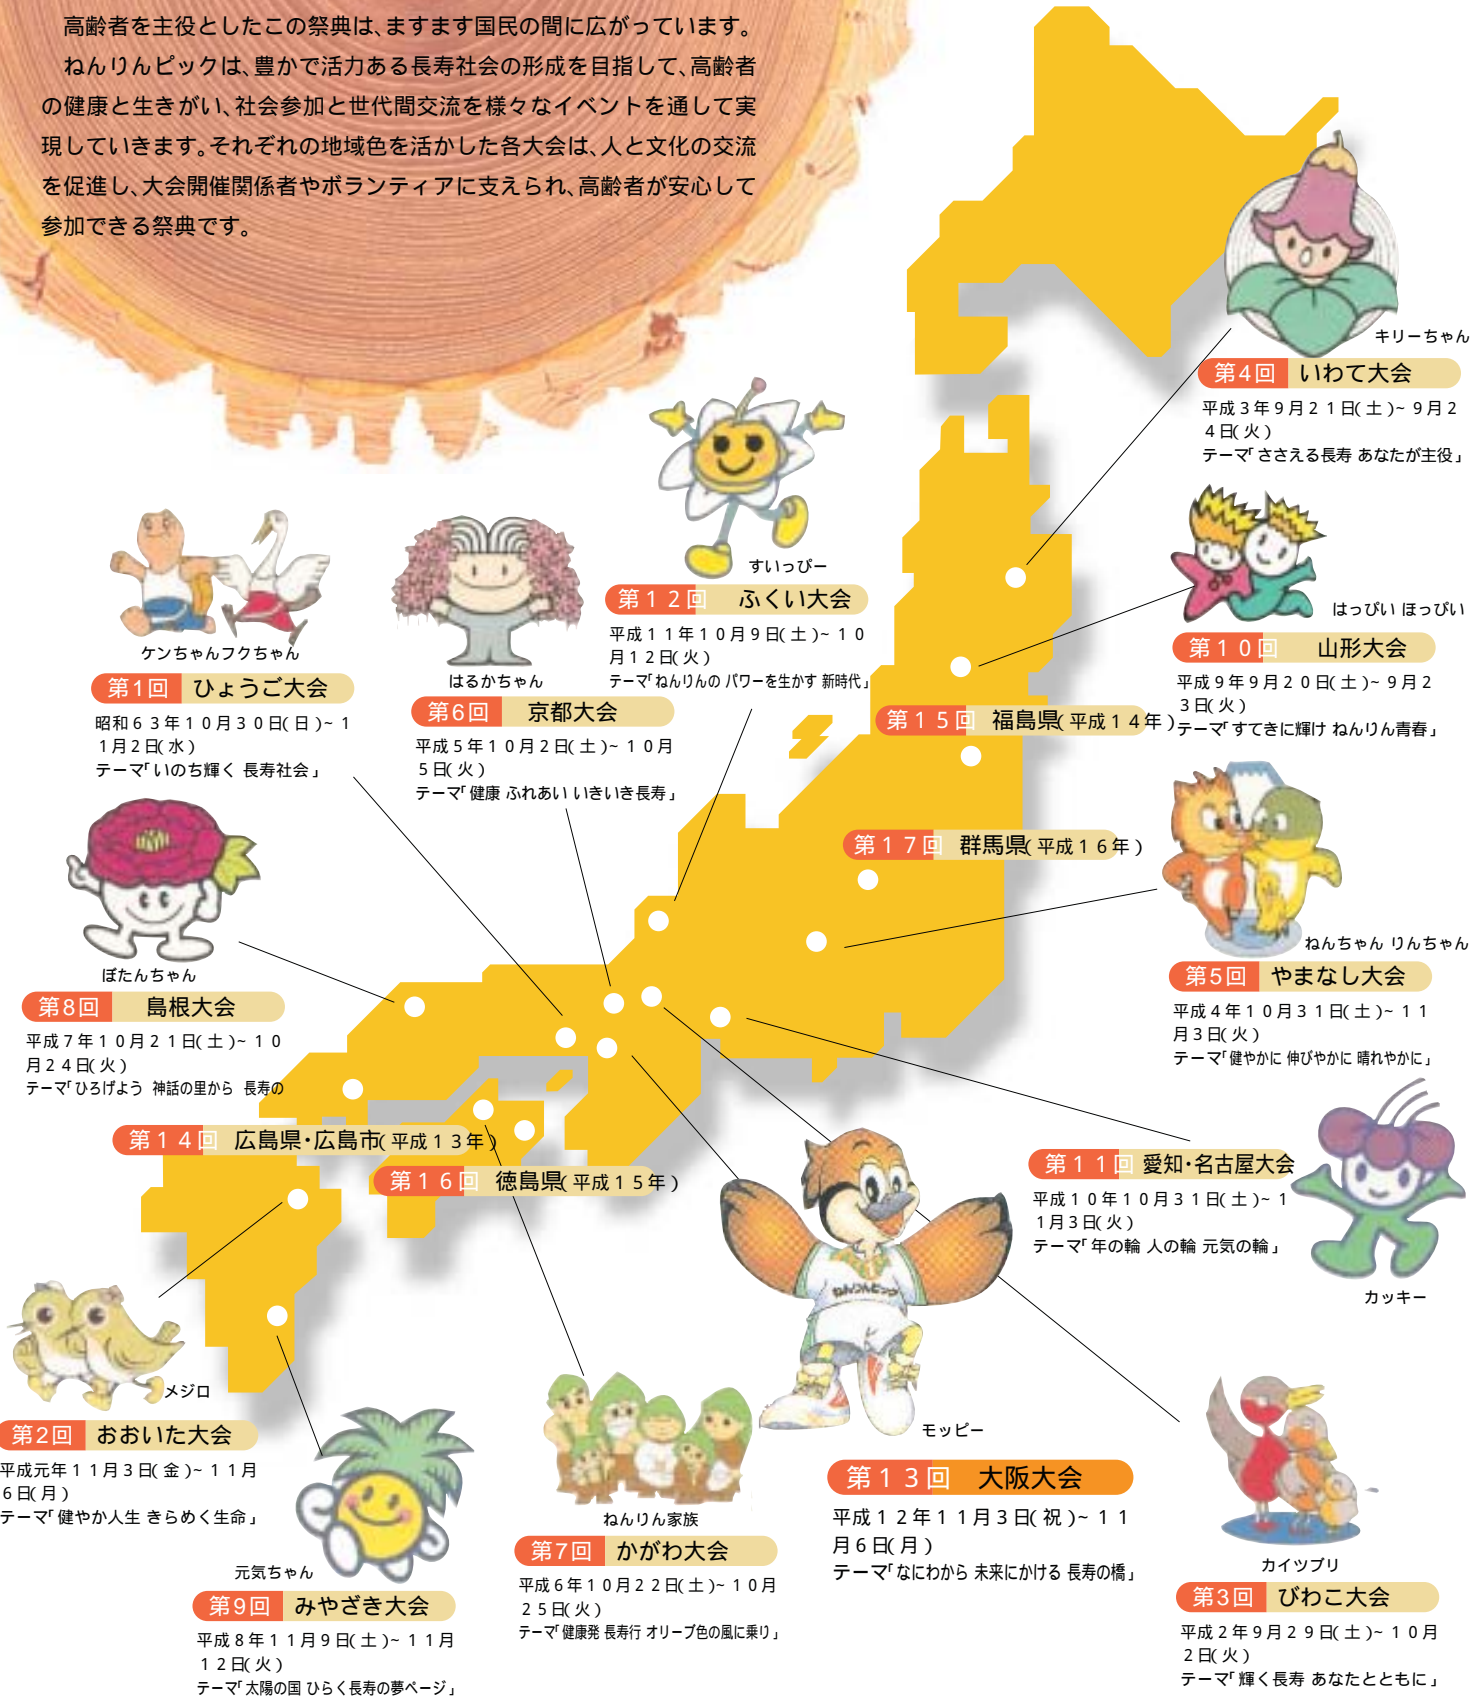 高齢者を主役としたこの祭典は、ますます国民の間に広がっています。
ねんりんピックは、豊かで活力ある長寿社会の形成を目指して、高齢者
の健康と生きがい、社会参加と世代間交流を様々なイベントを通して実
現していきます。それぞれの地域色を活かした各大会は、人と文化の交流
を促進し、大会開催関係者やボランティアに支えられ、高齢者が安心して
参加できる祭典です。
キリーちゃん
第4回 いわて大会
平成3年9月21日(土)~9月2
4日(火)
テーマ「ささえる長寿 あなたが主役」
すいっぴー
第12回 ふくい大会
平成11年10月9日(土)~10
月12日(火)
テーマ「ねんりんの パワーを生かす 新時代」
はっぴい ほっぴい
第10回 山形大会
平成9年9月20日(土)~9月2
3日(火)
テーマ「すてきに輝け ねんりん青春」
ケンちゃんフクちゃん
第1回 ひょうご大会
昭和63年10月30日(日)~1
1月2日(水)
テーマ「いのち輝く 長寿社会」
はるかちゃん
第6回 京都大会
平成5年10月2日(土)~10月
5日(火)
テーマ「健康 ふれあい いきいき長寿」
第15回 福島県(平成14年)
第17回 群馬県(平成16年)
ねんちゃん りんちゃん
第5回 やまなし大会
平成4年10月31日(土)~11
月3日(火)
テーマ「健やかに 伸びやかに 晴れやかに」
ぼたんちゃん
第8回 島根大会
平成7年10月21日(土)~10
月24日(火)
テーマ「ひろげよう 神話の里から 長寿の
第14回 広島県・広島市(平成13年)
第16回 徳島県(平成15年)
第11回 愛知・名古屋大会
平成10年10月31日(土)~1
1月3日(火)
テーマ「年の輪 人の輪 元気の輪」
カッキー
ねんりんピック
メジロ
第2回 おおいた大会
平成元年11月3日(金)~11月
6日(月)
テーマ「健やか人生 きらめく生命」
元気ちゃん
第9回 みやざき大会
平成8年11月9日(土)~11月
12日(火)
テーマ「太陽の国 ひらく長寿の夢ページ」
ねんりん家族
第7回 かがわ大会
平成6年10月22日(土)~10月
25日(火)
テーマ「健康発 長寿行 オリーブ色の風に乗り」
モッピー
第13回 大阪大会
平成12年11月3日(祝)~11
月6日(月)
テーマ「なにわから 未来にかける 長寿の橋」
カイツブリ
第3回 びわこ大会
平成2年9月29日(土)~10月
2日(火)
テーマ「輝く長寿 あなたとともに」